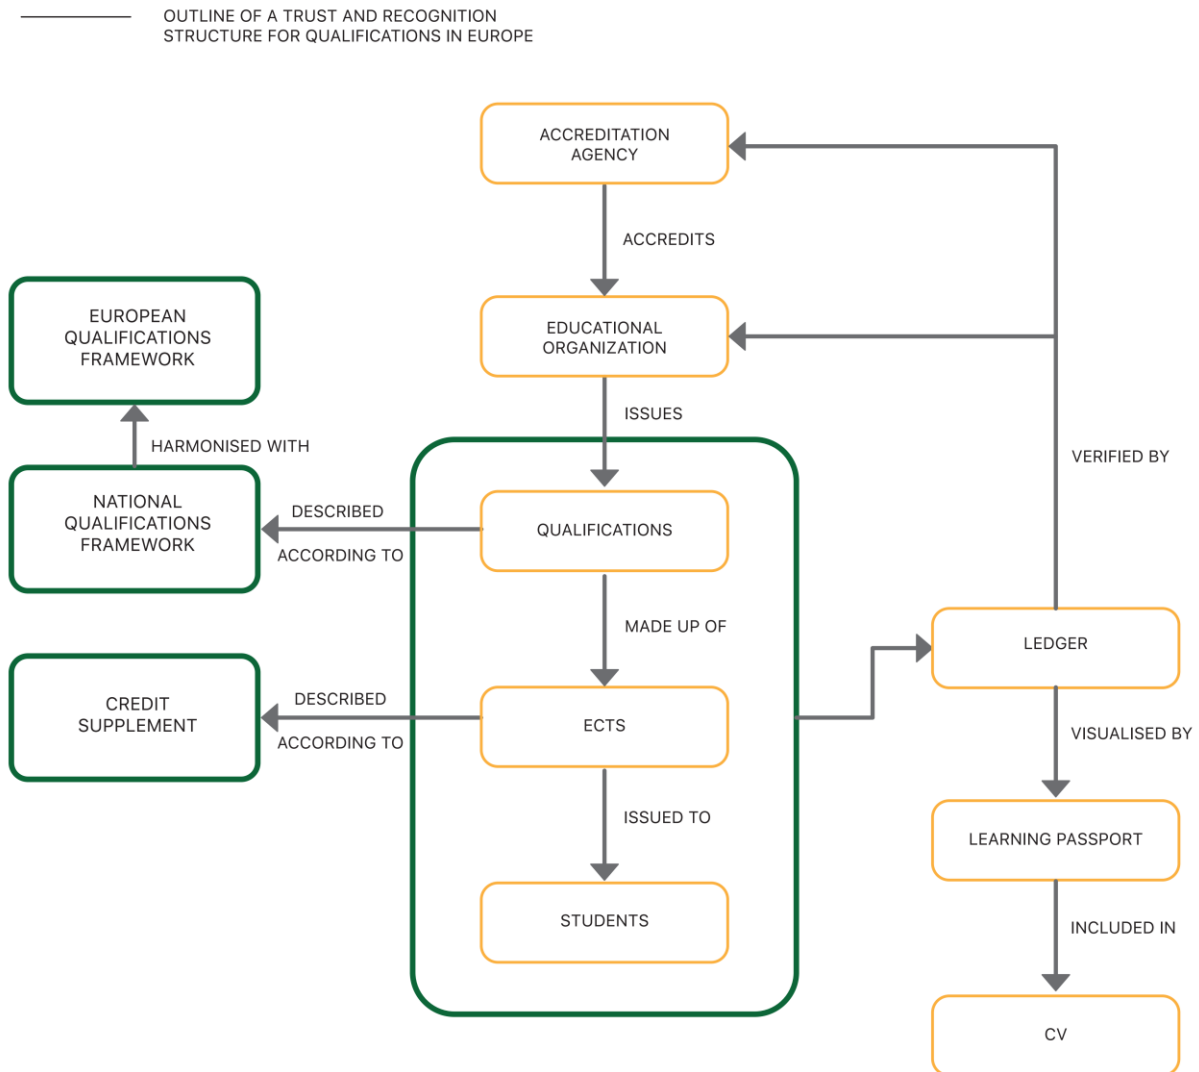 OUTLINE OF A TRUST AND RECOGNITION
STRUCTURE FOR QUALIFICATIONS IN EUROPE
ACCREDITATION
AGENCY
ACCREDITS
EUROPEAN
QUALIFICATIONS
FRAMEWORK
EDUCATIONAL
ORGANIZATION
ISSUES
HARMONISED WITH
VERIFIED BY
NATIONAL
QUALIFICATIONS
FRAMEWORK
DESCRIBED
ACCORDING TO
QUALIFICATIONS
MADE UP OF
LEDGER
CREDIT
SUPPLEMENT
DESCRIBED
ACCORDING TO
ECTS
VISUALISED BY
ISSUED TO
LEARNING PASSPORT
STUDENTS
INCLUDED IN
CV